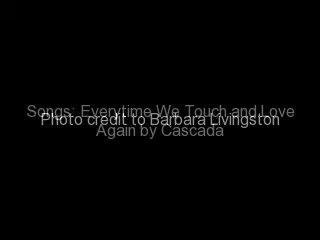 Songs: Everytime We Touch and Love
Photo credit to Barbara Livingston
Again by Cascada